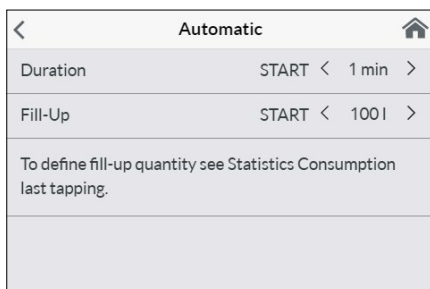 Automatic
Duration START < 1 min >
Fill-Up START < 100 l >
To define fill-up quantity see Statistics Consumption
last tapping.